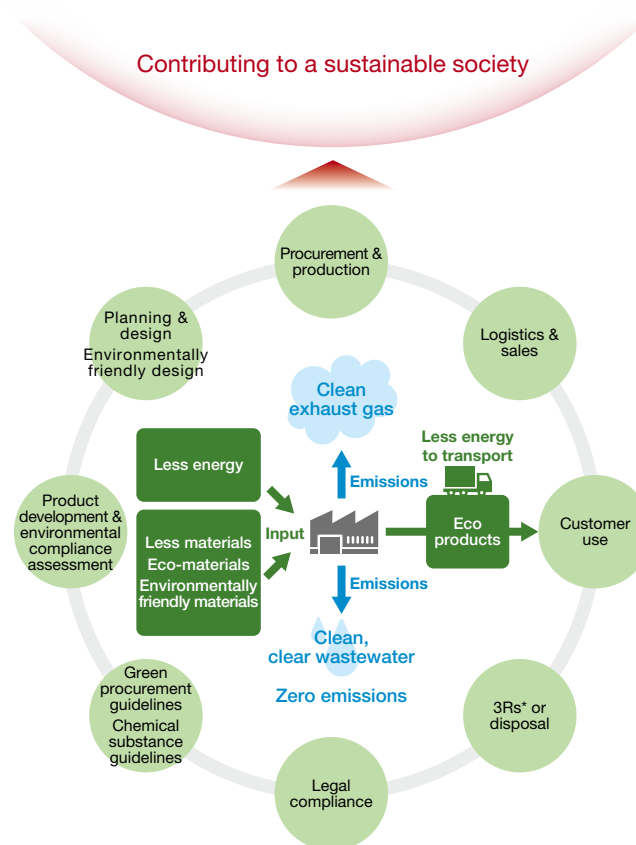 Contributing to a sustainable society
Procurement &
production
Planning &
design
Environmentally
friendly design
Logistics &
sales
Clean
exhaust gas
Less energy
to transport
Less energy
Emissions
Product
development &
environmental
compliance
assessment
Less materials
Eco-materials
Environmentally
friendly materials
Input
Eco
products
Customer
use
Emissions
Clean,
clear wastewater
Zero emissions
Green
procurement
guidelines
Chemical
substance
guidelines
3Rs* or
disposal
Legal
compliance